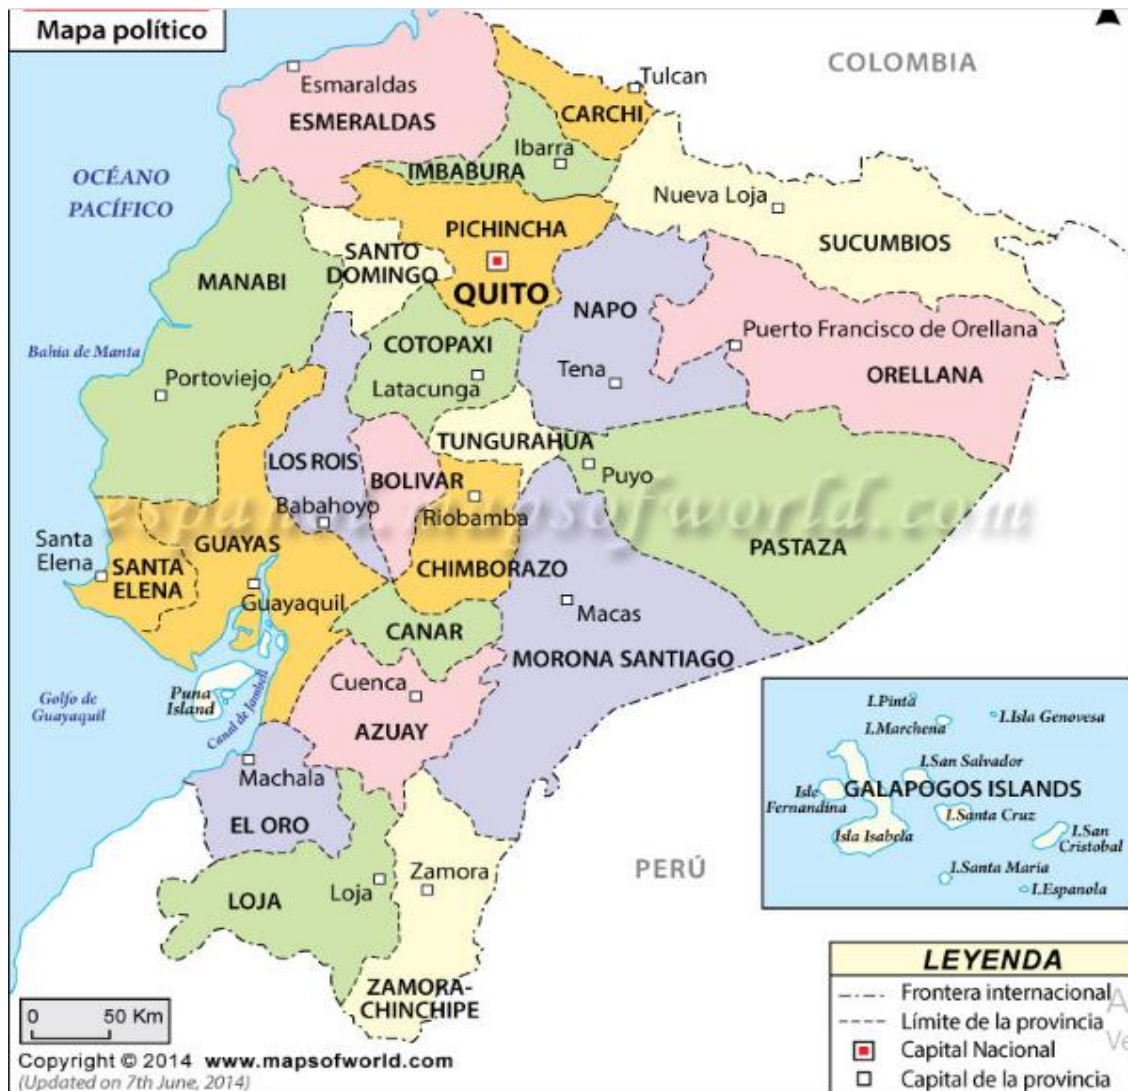 Mapa político
COLOMBIA
Tulcan
Esmaraldas
CARCHI
ESMERALDAS
Ibarra
IMBABURA
OCÉANO
PACÍFICO
Nueva Loja
PICHINCHA
SUCUMBIOS
SANTO
DOMINGO
MANABI
QUITO
NAPO
Puerto Francisco de Orellana
COTOPAXI
Bahia de Manta
Portoviejo
Latacunga
Tena
ORELLANA
TUNGURAHUA
LOS ROIS
BOLIVAR
Puyo
Babahoyo
Riobamba
espanol.mapsofworld.com
Santa
Elena
GUAYAS
PASTAZA
SANTA
ELENA
CHIMBORAZO
Guayaquil
Macas
CANAR
MORONA SANTIAGO
Puna
Island
Cuenca
Golfo de
Guayaquil
Canal de Jambeli
AZUAY
Machala
EL ORO
I.Pinta
I.Isla Genovesa
I.Marchena
I.San Salvador
GALAPOGOS ISLANDS
Isle
Fernandina
I.Santa Cruz
Isla Isabela
I.San
Cristobal
I.Santa Maria
I.Espanola
PERÚ
Zamora
Loja
LOJA
ZAMORA-
CHINCHIPE
LEYENDA
Frontera internacional
Límite de la provincia
Capital Nacional
Capital de la provincia
0 50 Km
Copyright © 2014 www.mapsofworld.com
(Updated on 7th June, 2014)